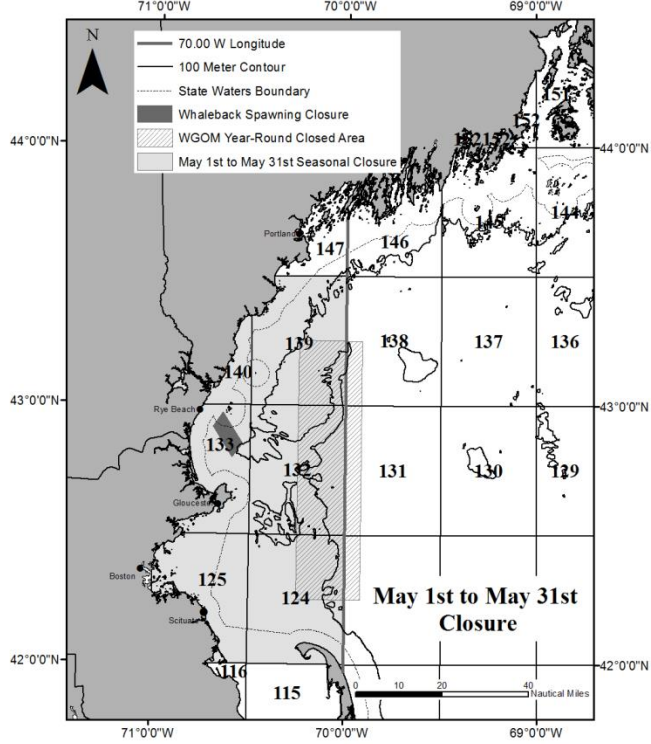 71°0'0"W 70°0'0"W 69°0'0"W
N
70.00 W Longitude
100 Meter Contour
State Waters Boundary
Whaleback Spawning Closure
WGOM Year-Round Closed Area
May 1st to May 31st Seasonal Closure
151
152
152
44°0'0"N 44°0'0"N
144
145
Portland
147 146
139 138 137 136
140
43°0'0"N 43°0'0"N
Rye Beach
133
132 131 130 129
Gloucester
Boston
125
124
May 1st to May 31st
Closure
Scituate
42°0'0"N 42°0'0"N
116
115
0 10 20 40
Nautical Miles
71°0'0"W 70°0'0"W 69°0'0"W